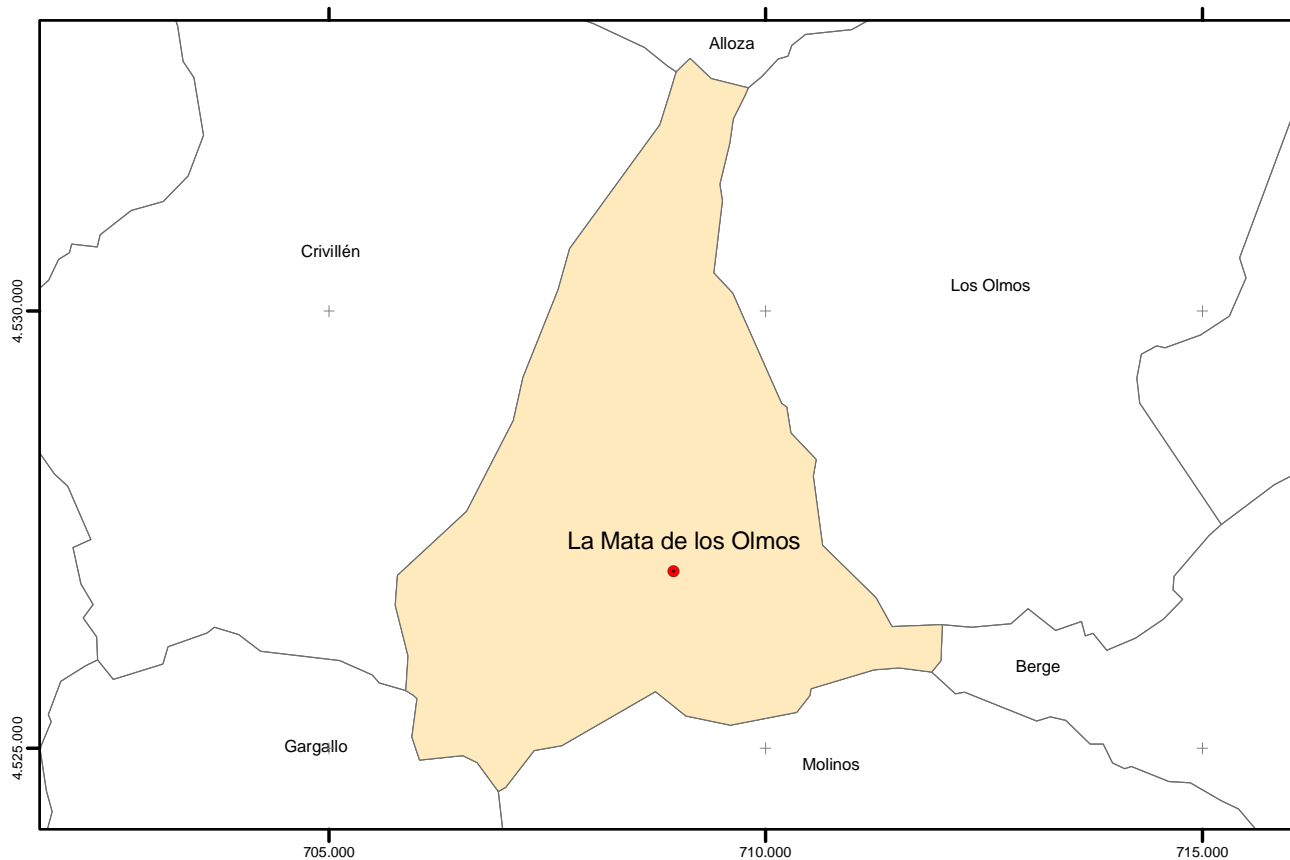 Alloza
Crivillén
Los Olmos
4.530.000
La Mata de los Olmos
Berge
Gargallo
Molinos
4.525.000
705.000
710.000
715.000